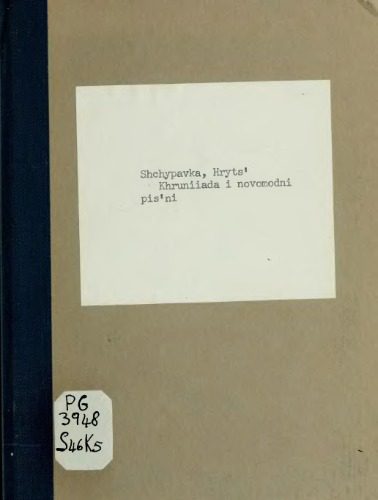 Shchypavka, Hryts'
Khruniiada i novomodni
pis'ni
PG
3948
S46K5